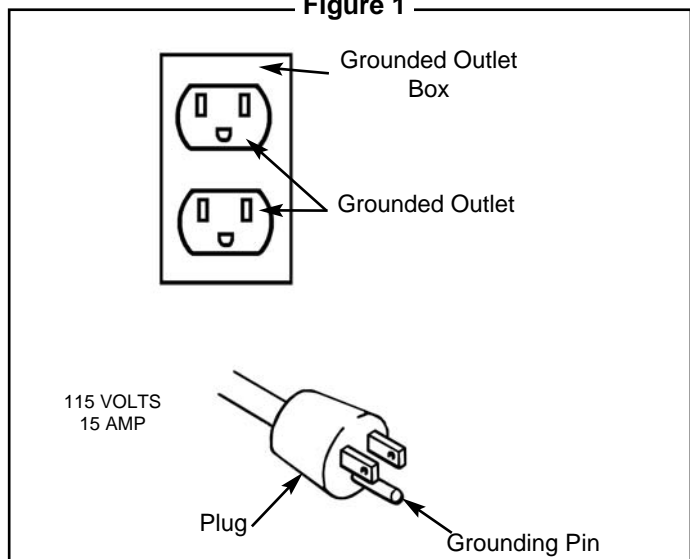 Figure 1
Grounded Outlet
Box
Grounded Outlet
115 VOLTS
15 AMP
Plug
Grounding Pin